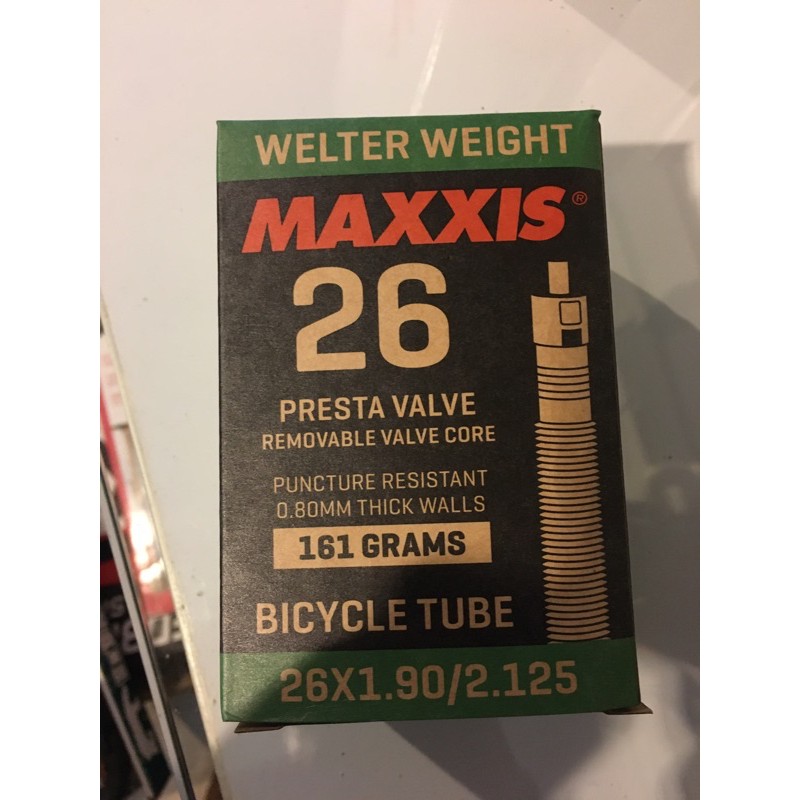 WELTER WEIGHT
MAXXIS®
26
PRESTA VALVE
REMOVABLE VALVE CORE
PUNCTURE RESISTANT
0.80MM THICK WALLS
161 GRAMS
BICYCLE TUBE
26X1.90/2.125